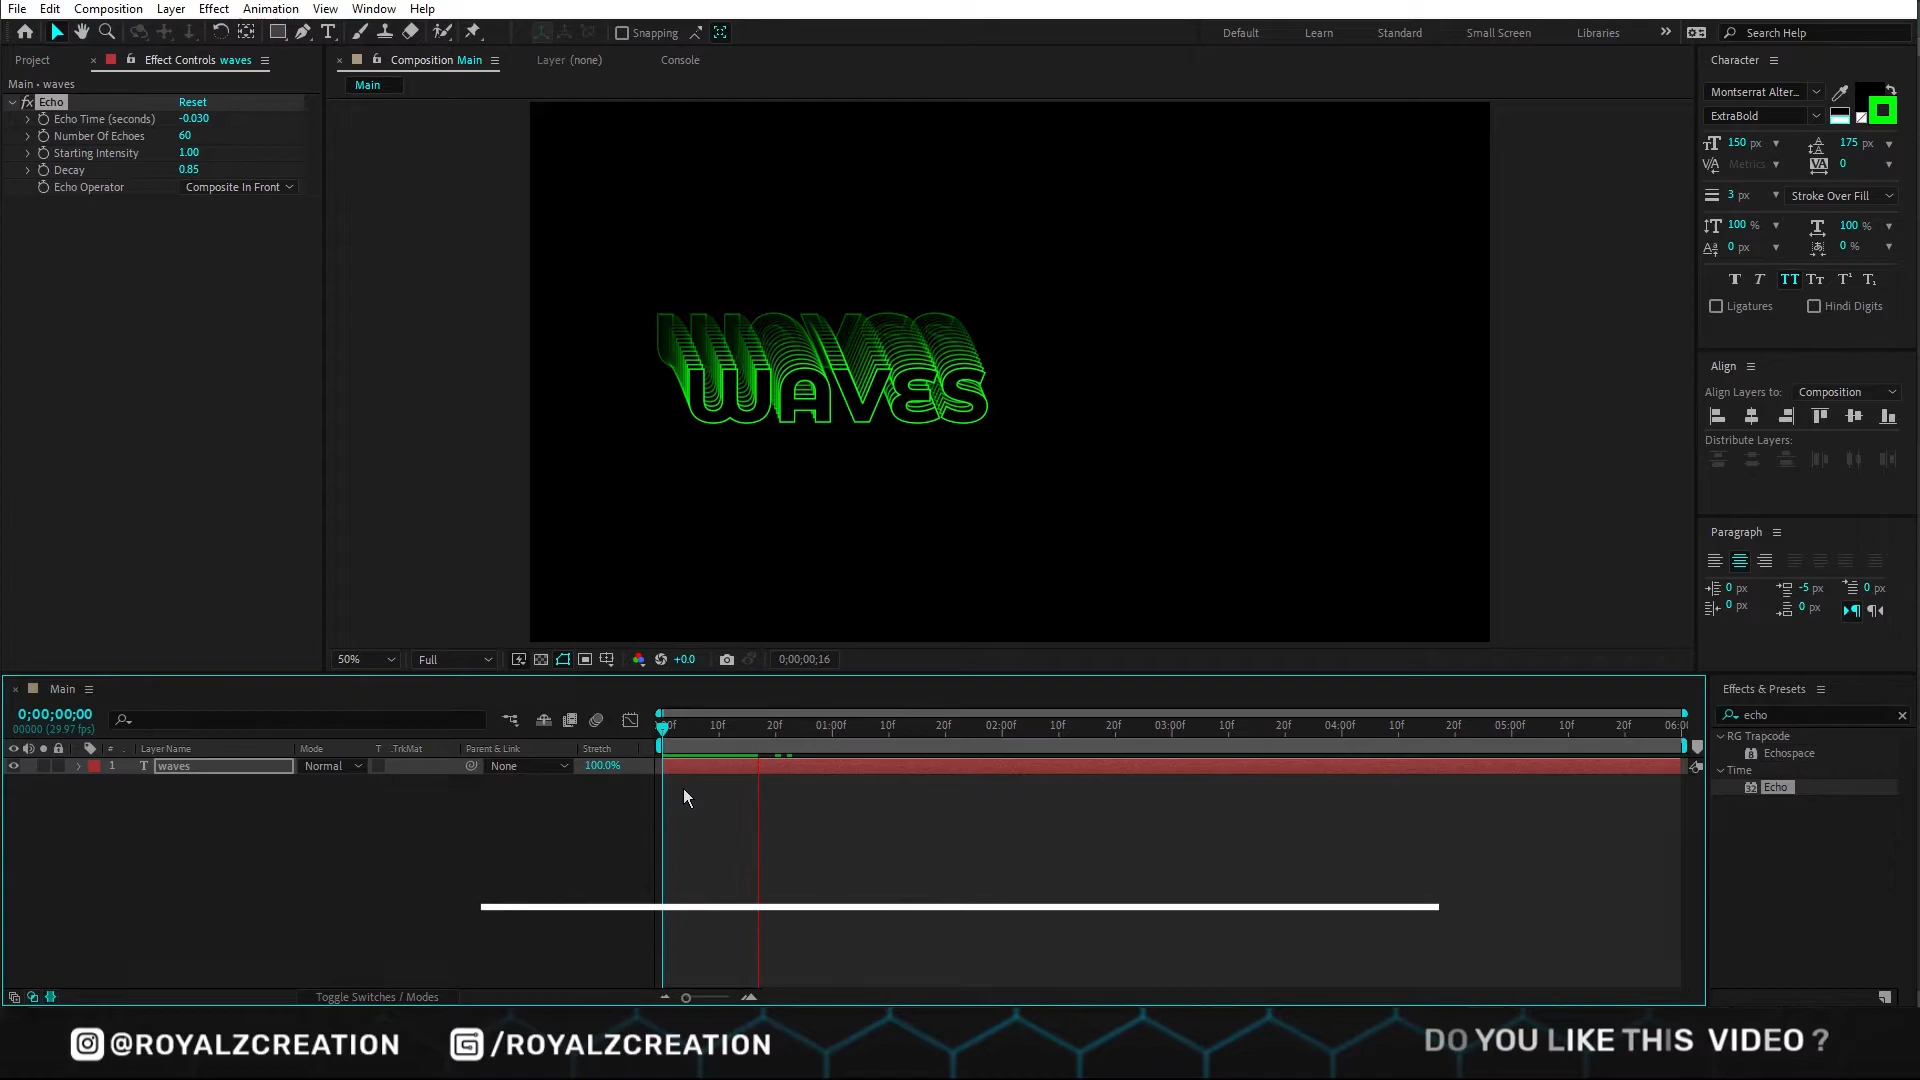 File Edit Composition Layer Effect Animation View Window Help
Snapping
Default Learn Standard Small Screen Libraries
Search Help
Project
Effect Controls waves
Composition Main
Layer (none)
Console
Character
Main • waves
Main
fx Echo Reset
Echo Time (seconds) -0.030
Number Of Echoes 60
Starting Intensity 1.00
Decay 0.85
Echo Operator Composite In Front
WAVES
Montserrat Alter...
ExtraBold
150 px 175 px
Metrics 0
3 px Stroke Over Fill
100 % 100 %
0 px 0 %
Ligatures Hindi Digits
Align
Align Layers to: Composition
Distribute Layers:
Paragraph
0 px -5 px 0 px
0 px 0 px
50% Full +0.0 0;00;00;16
Main
0;00;00;00
00000 (29.97 fps)
:00f 10f 20f 01:00f 10f 20f 02:00f 10f 20f 03:00f 10f 20f 04:00f 10f 20f 05:00f 10f 20f 06:00
# Layer Name Mode T .TrkMat Parent & Link Stretch
1 T waves Normal None 100.0%
Toggle Switches / Modes
Effects & Presets
echo
RG Trapcode
Echospace
Time
Echo
@ROYALZCREATION
/ROYALZCREATION
DO YOU LIKE THIS VIDEO ?